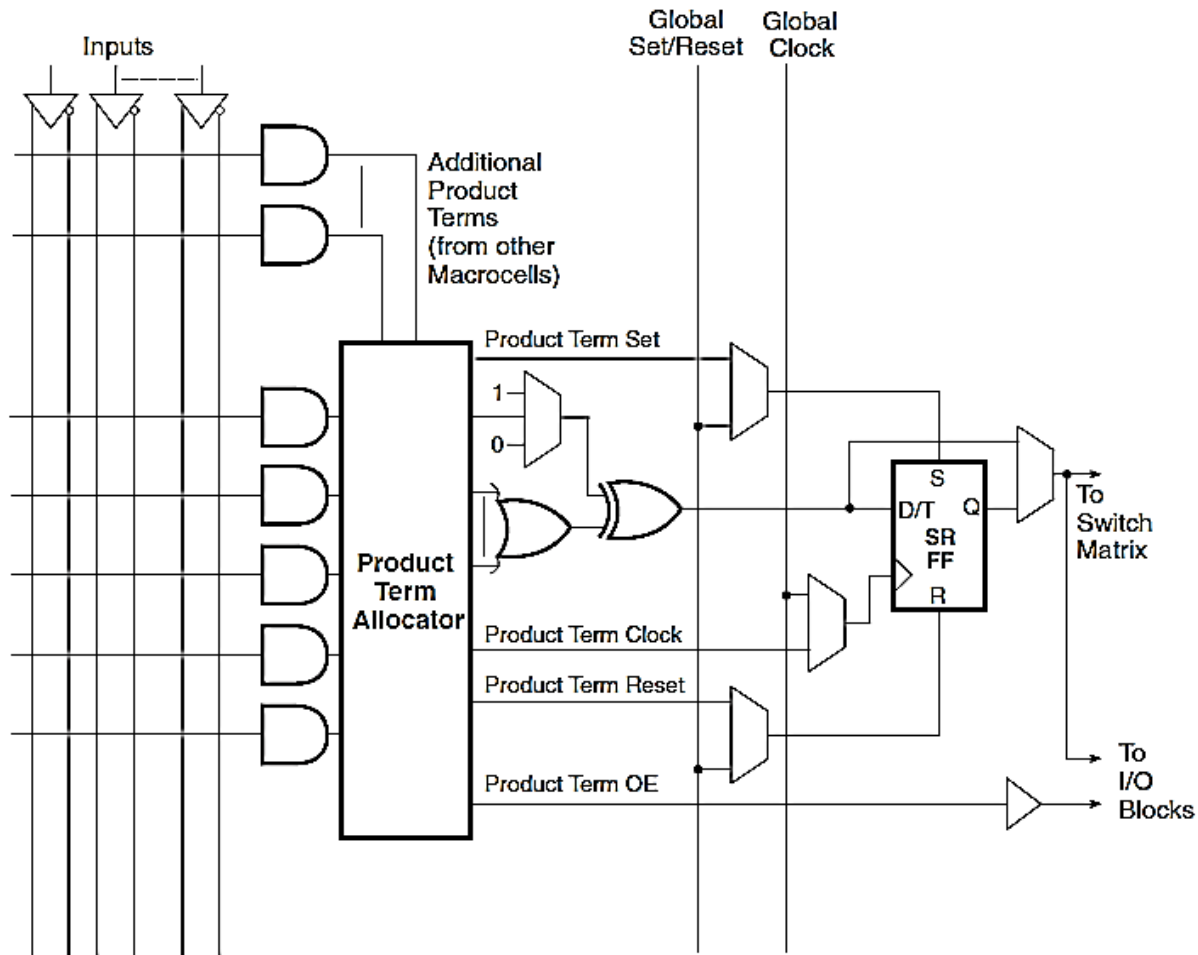 Inputs
Global
Set/Reset
Global
Clock
Additional
Product
Terms
(from other
Macrocells)
Product Term Set
1
0
Product
Term
Allocator
S
D/T
Q
SR
FF
R
To
Switch
Matrix
Product Term Clock
Product Term Reset
Product Term OE
To
I/O
Blocks